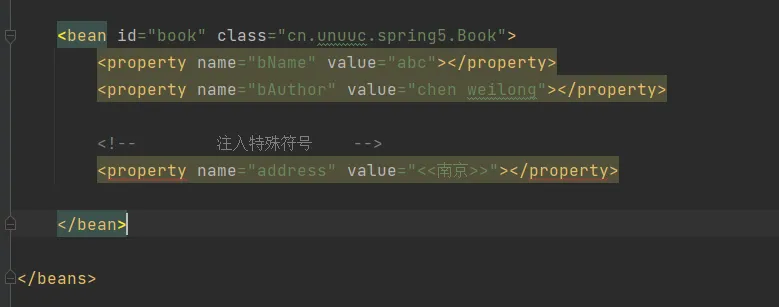 <bean id="book" class="cn.unuuc.spring5.Book">
<property name="bName" value="abc"></property>
<property name="bAuthor" value="chen weilong"></property>
<!-- 注入特殊符号 -->
<property name="address" value="<<南京>>"></property>
</bean>
</beans>